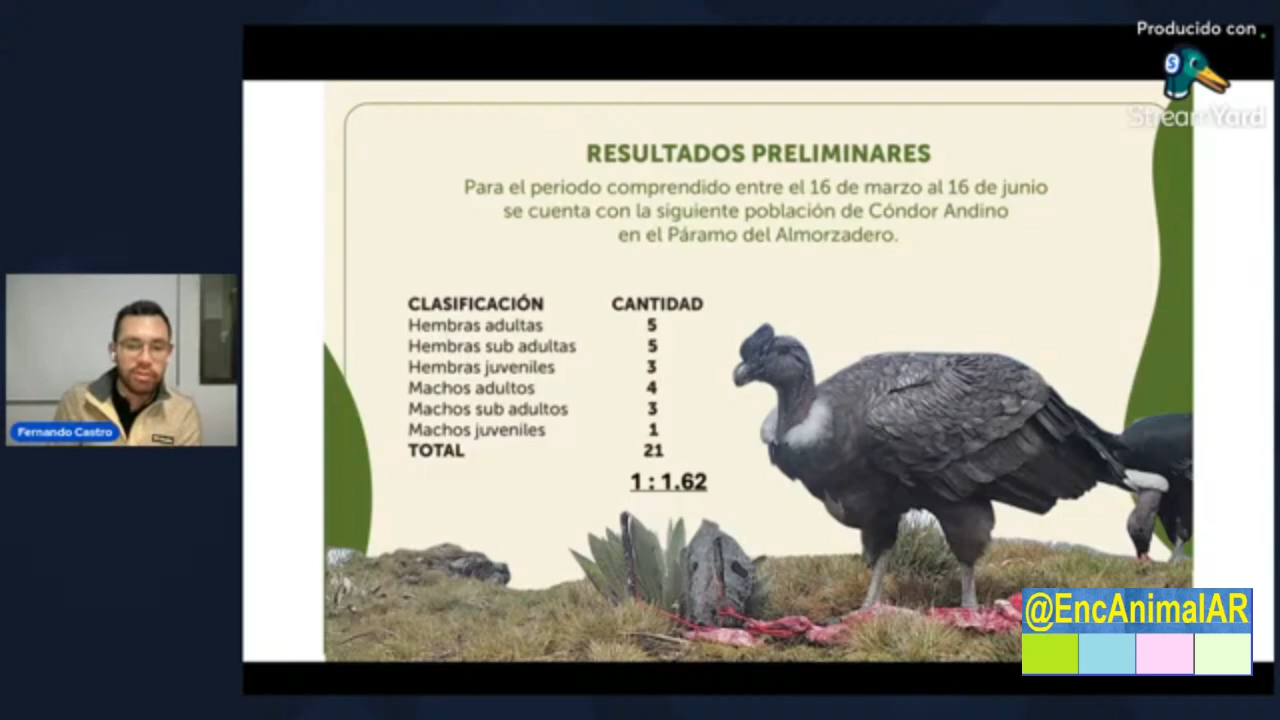 Producido con
StreamYard
RESULTADOS PRELIMINARES
Para el periodo comprendido entre el 16 de marzo al 16 de junio
se cuenta con la siguiente población de Cóndor Andino
en el Páramo del Almorzadero.
CLASIFICACIÓN CANTIDAD
Hembras adultas 5
Hembras sub adultas 5
Hembras juveniles 3
Machos adultos 4
Machos sub adultos 3
Machos juveniles 1
TOTAL 21
1 : 1.62
Fernando Castro
@EncAnimalAR